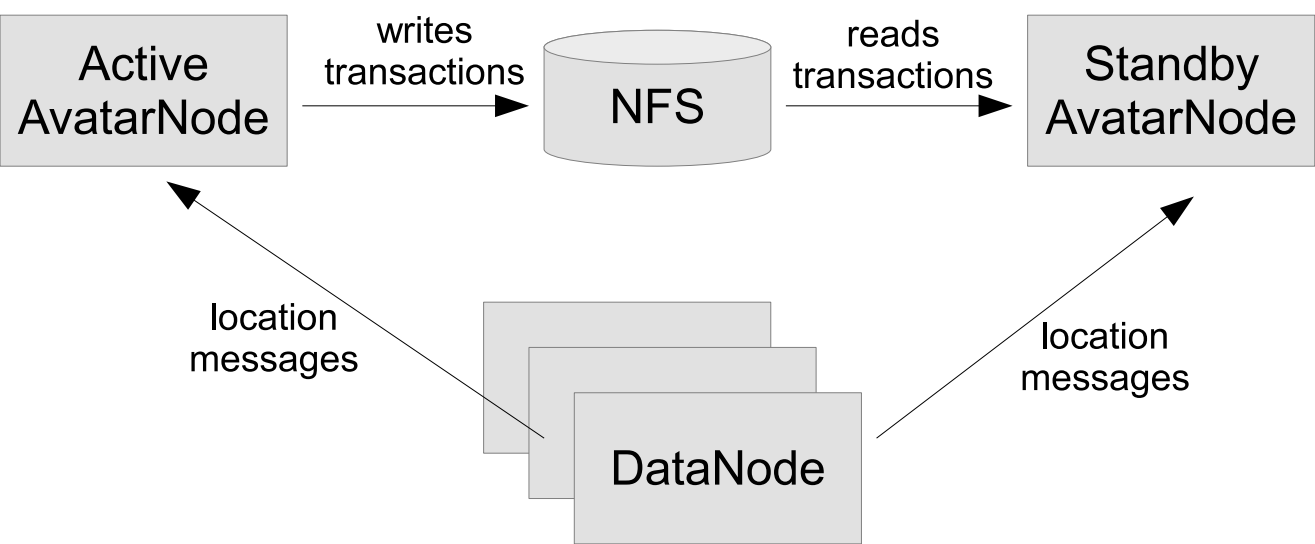 Active
AvatarNode
writes
transactions
NFS
reads
transactions
Standby
AvatarNode
location
messages
location
messages
DataNode